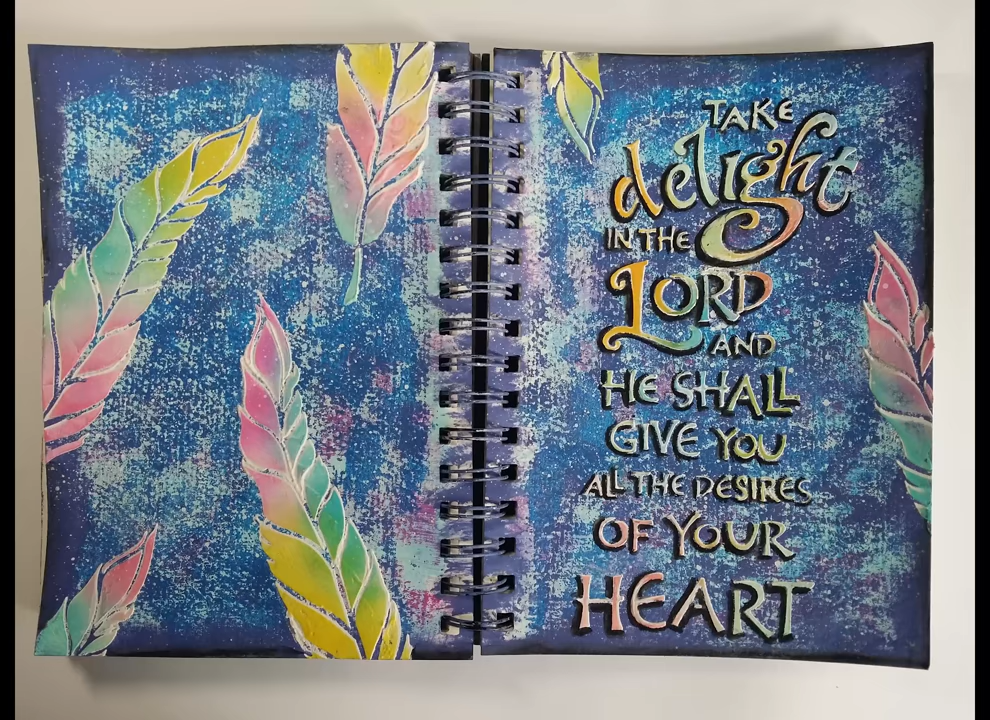 TAKE
delight
IN THE
LORD
AND
HE SHALL
GIVE YOU
ALL THE DESIRES
OF YOUR
HEART